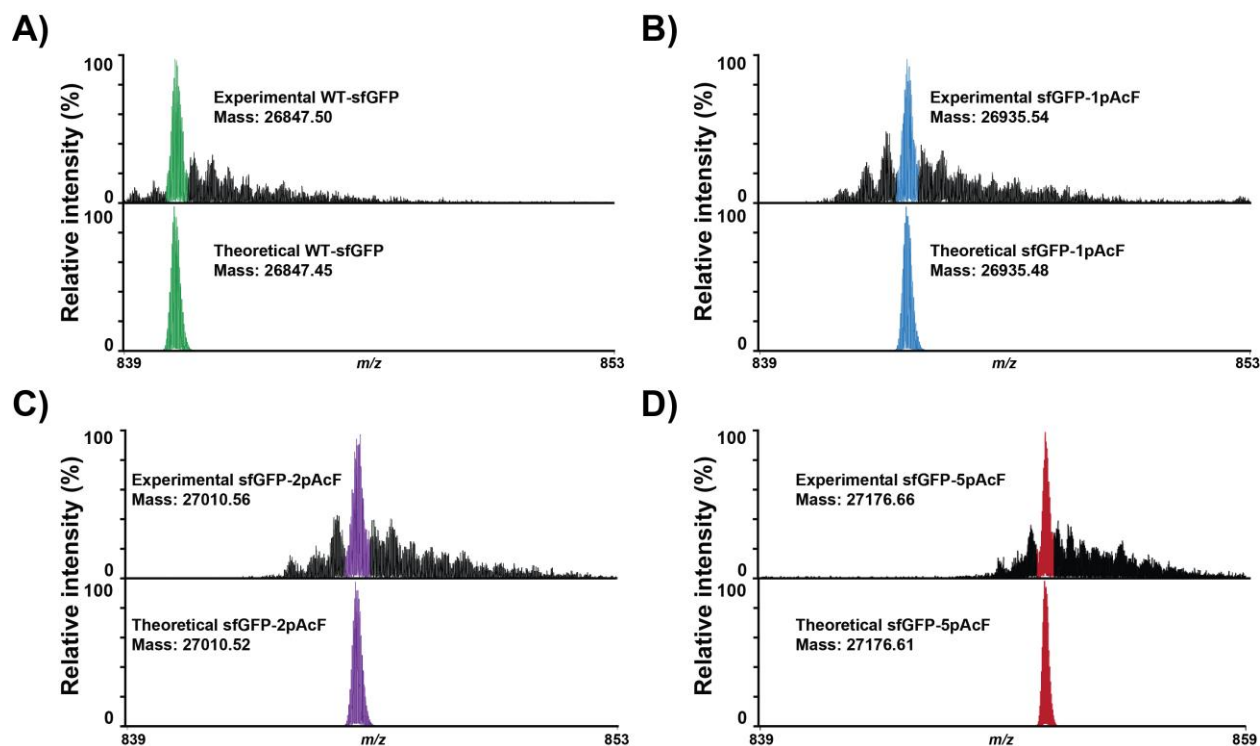 A)
Relative intensity (%)
100
Experimental WT-sfGFP
Mass: 26847.50
0
100
Theoretical WT-sfGFP
Mass: 26847.45
0
839
m/z
853
B)
Relative intensity (%)
100
Experimental sfGFP-1pAcF
Mass: 26935.54
0
100
Theoretical sfGFP-1pAcF
Mass: 26935.48
0
839
m/z
853
C)
Relative intensity (%)
100
Experimental sfGFP-2pAcF
Mass: 27010.56
0
100
Theoretical sfGFP-2pAcF
Mass: 27010.52
0
839
m/z
853
D)
Relative intensity (%)
100
Experimental sfGFP-5pAcF
Mass: 27176.66
0
100
Theoretical sfGFP-5pAcF
Mass: 27176.61
0
839
m/z
859